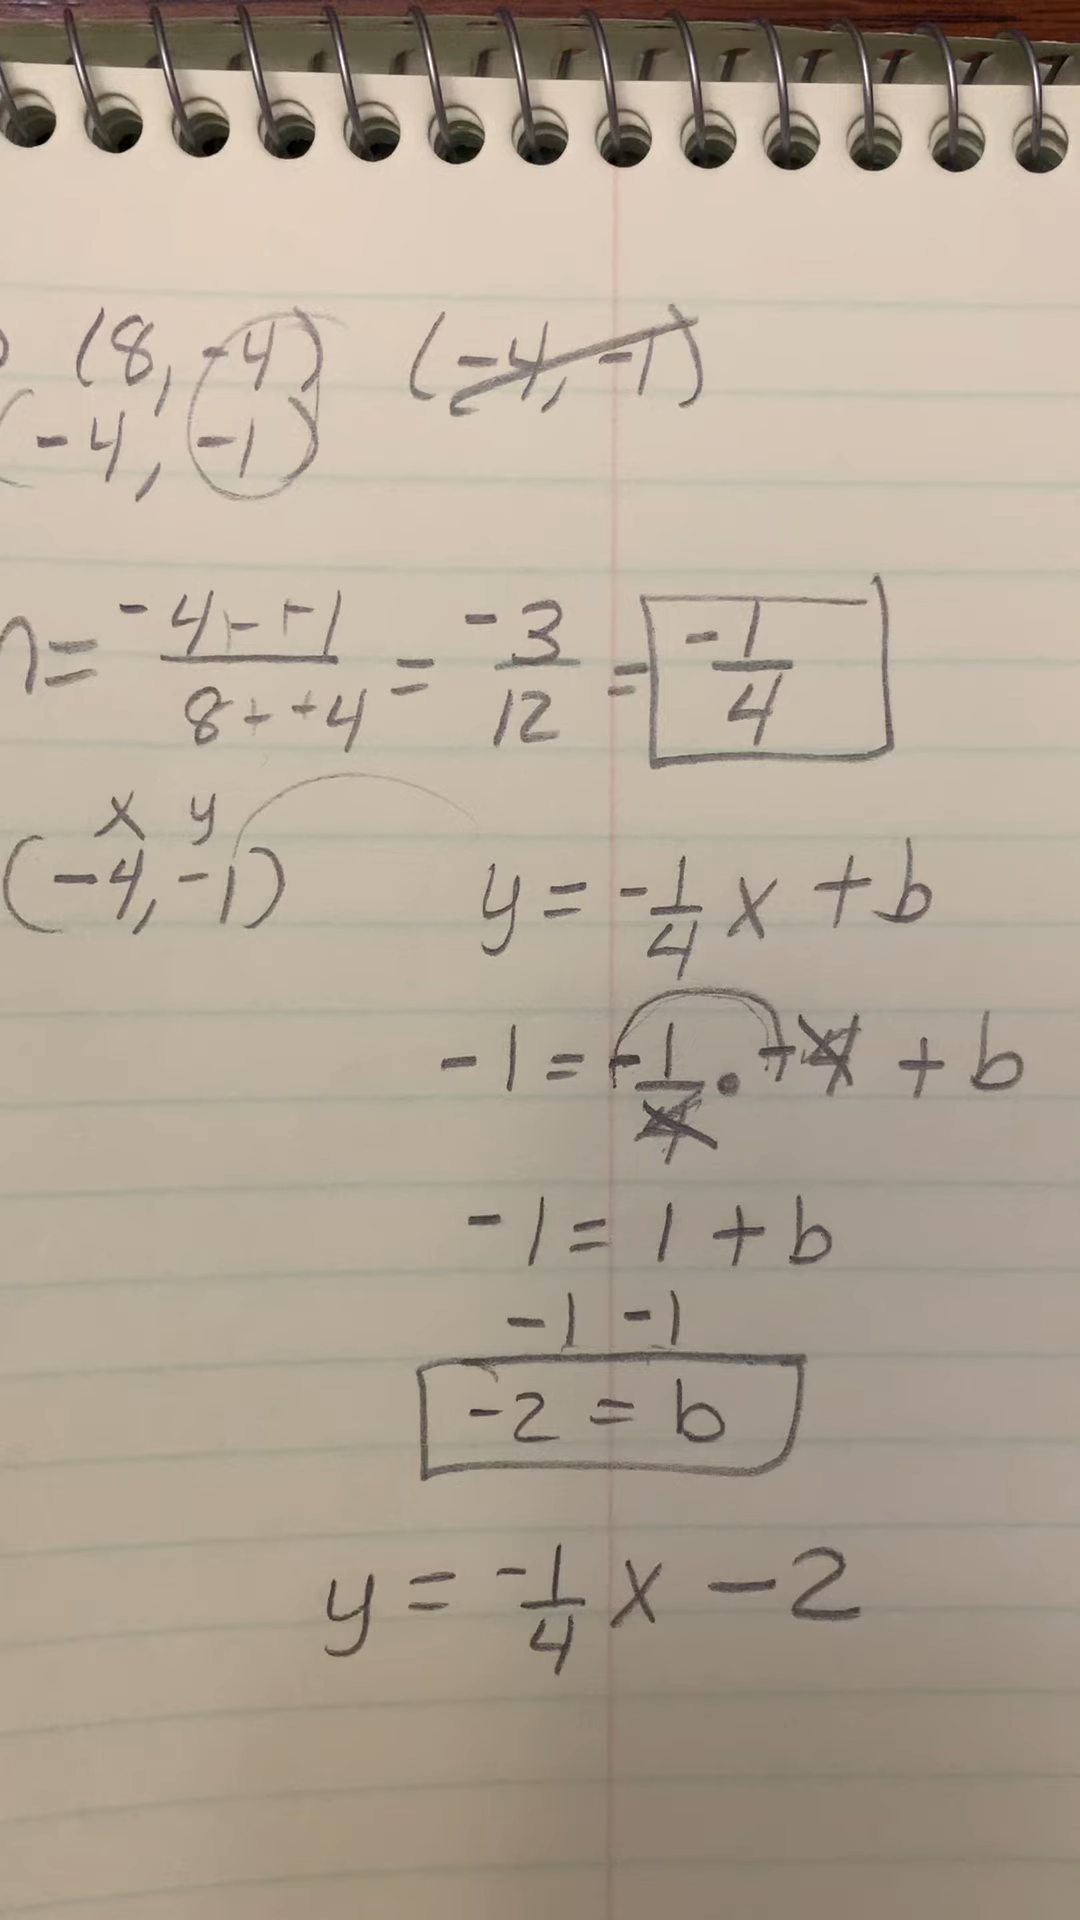 (8, -4) (-4, -1)
(-4, -1)
m = -4 - -1 / 8 + +4 = -3/12 = -1/4
x y
(-4, -1) y = -1/4 x + b
-1 = -1/4 · -4 + b
-1 = 1 + b
-1 -1
-2 = b
y = -1/4 x - 2